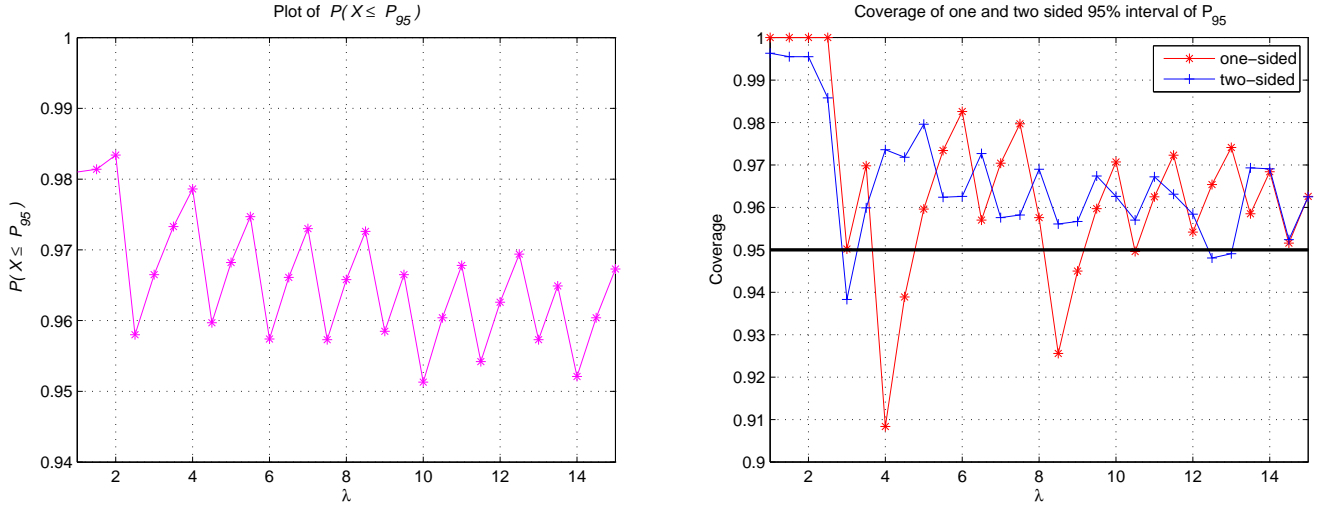 Plot of P( X ≤ P95)
1
0.99
0.98
0.97
0.96
0.95
0.94
P( X ≤ P95)
2 4 6 8 10 12 14
λ
Coverage of one and two sided 95% interval of P95
1
0.99
0.98
0.97
0.96
0.95
0.94
0.93
0.92
0.91
0.9
Coverage
2 4 6 8 10 12 14
λ
one−sided
two−sided